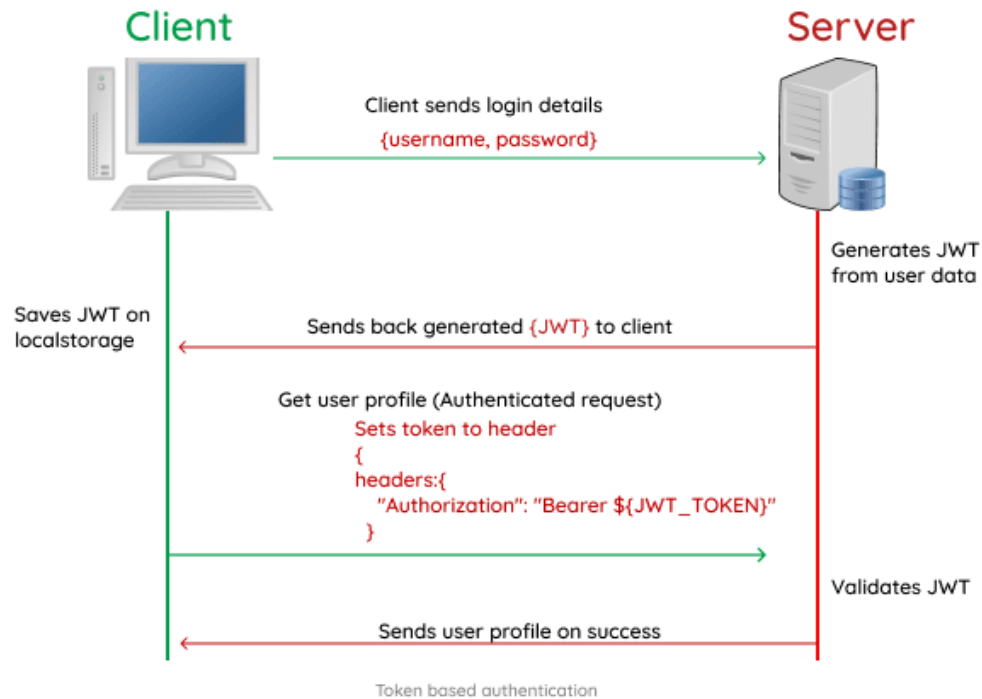 Client
Server
Client sends login details
{username, password}
Generates JWT
from user data
Saves JWT on
localstorage
Sends back generated {JWT} to client
Get user profile (Authenticated request)
Sets token to header
{
headers:{
"Authorization": "Bearer ${JWT_TOKEN}"
}
Validates JWT
Sends user profile on success
Token based authentication